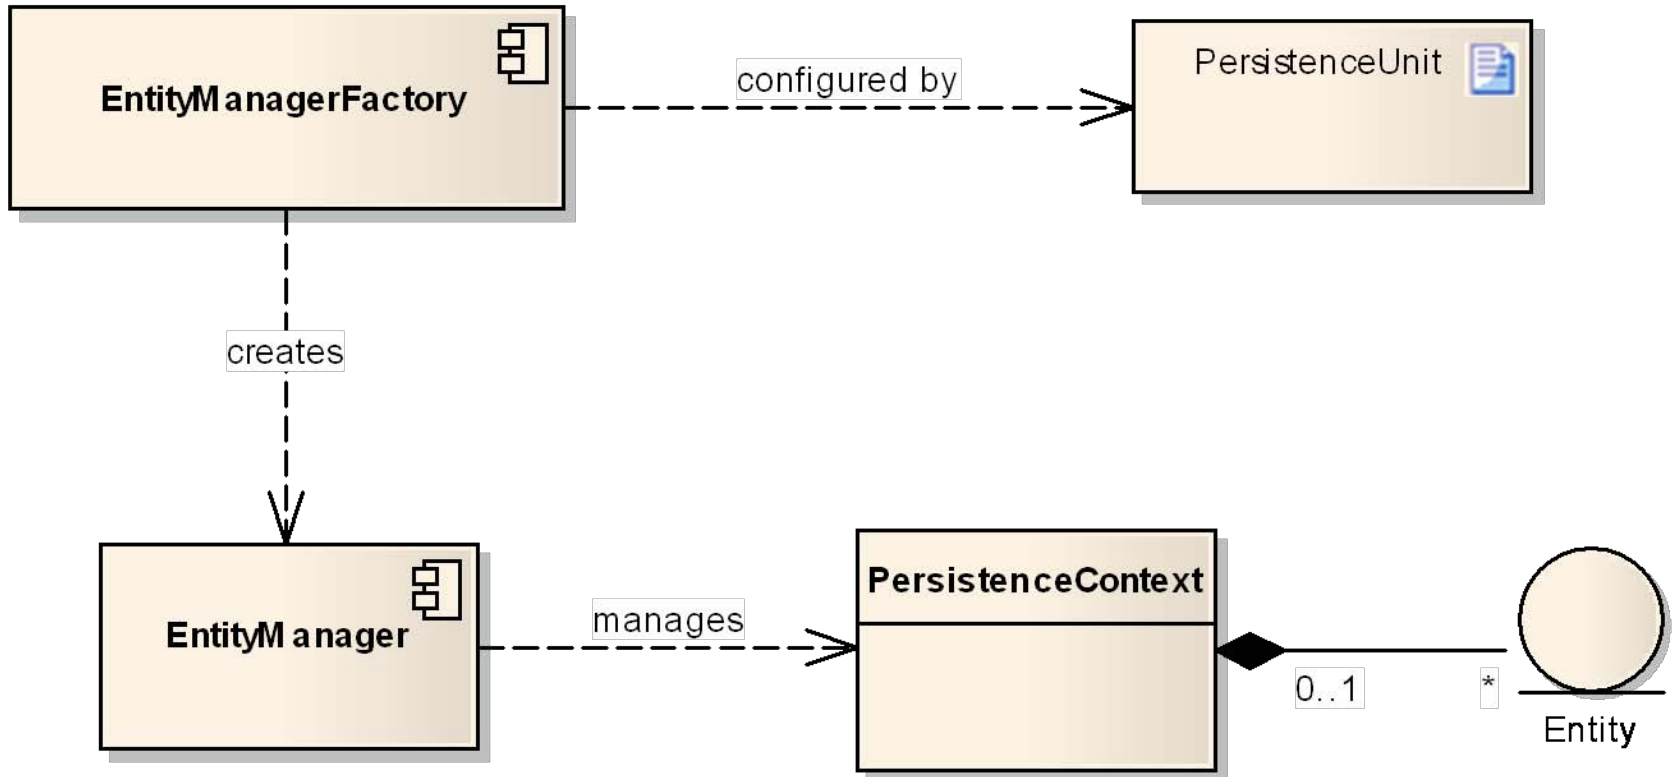 EntityManagerFactory
configured by
PersistenceUnit
creates
EntityManager
manages
PersistenceContext
0..1
*
Entity